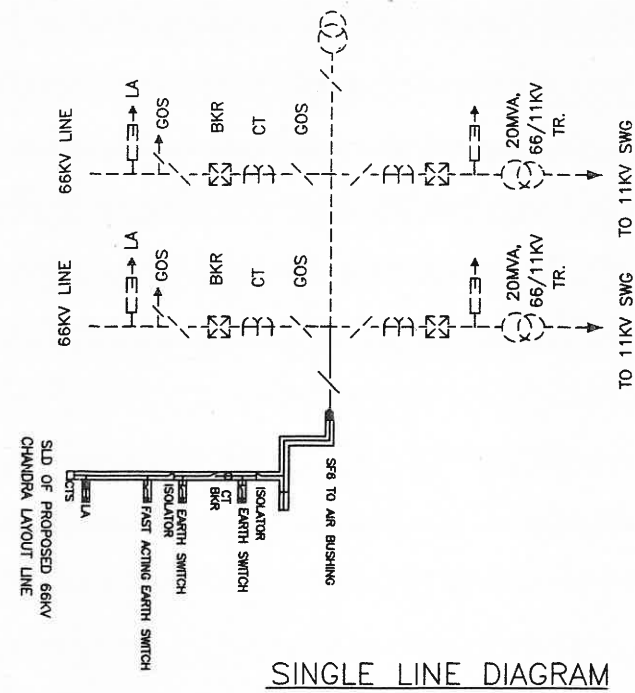 66KV LINE
LA
GOS
BKR
CT
GOS
20MVA,
66/11KV
TR.
TO 11KV SWG
66KV LINE
LA
GOS
BKR
CT
GOS
20MVA,
66/11KV
TR.
TO 11KV SWG
SF6 TO AIR BUSHING
ISOLATOR
EARTH SWITCH
CT
BKR
EARTH SWITCH
ISOLATOR
FAST ACTING EARTH SWITCH
LA
CTS
SLD OF PROPOSED 66KV
CHANDRA LAYOUT LINE
SINGLE LINE DIAGRAM